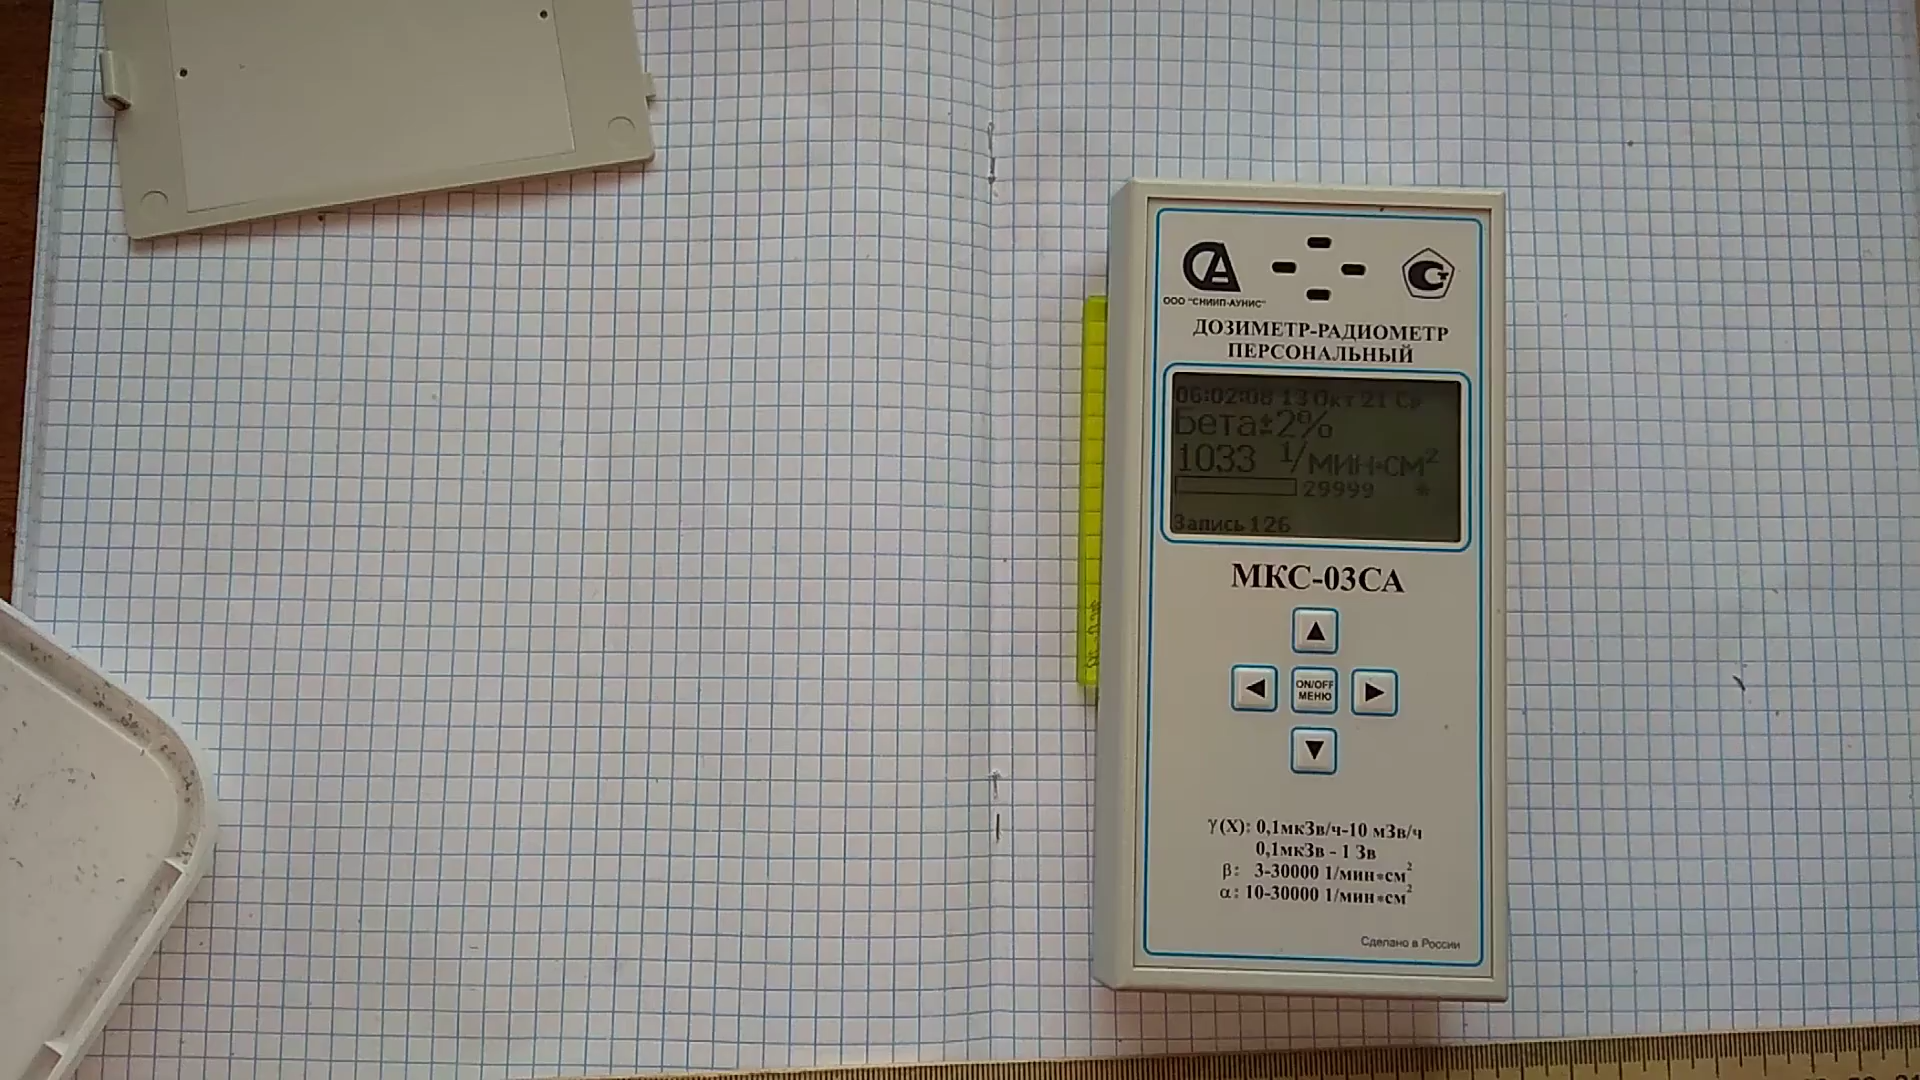 СА
ООО "СНИИП-АУНИС"
ДОЗИМЕТР-РАДИОМЕТР
ПЕРСОНАЛЬНЫЙ
06:02:08 13 Окт 21 Ср
Бета±2%
1033 1/мин•см²
29999 *
Запись 126
МКС-03СА
ON/OFF
МЕНЮ
γ(X): 0,1мкЗв/ч-10 мЗв/ч
0,1мкЗв - 1 Зв
β: 3-30000 1/мин*см²
α: 10-30000 1/мин*см²
Сделано в России